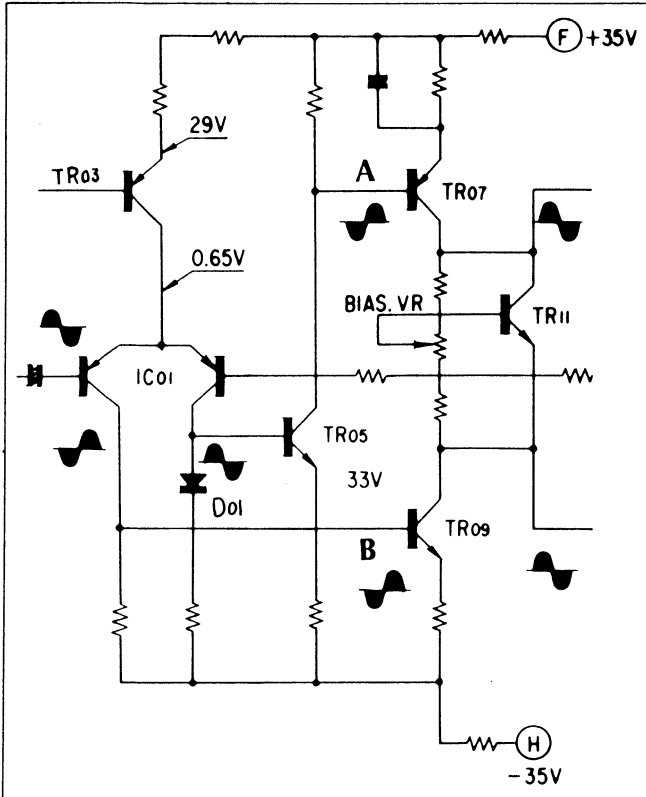 F +35V
29V
TR03
A
TR07
0.65V
BIAS. VR
TR11
IC01
TR05
33V
D01
TR09
B
H
-35V